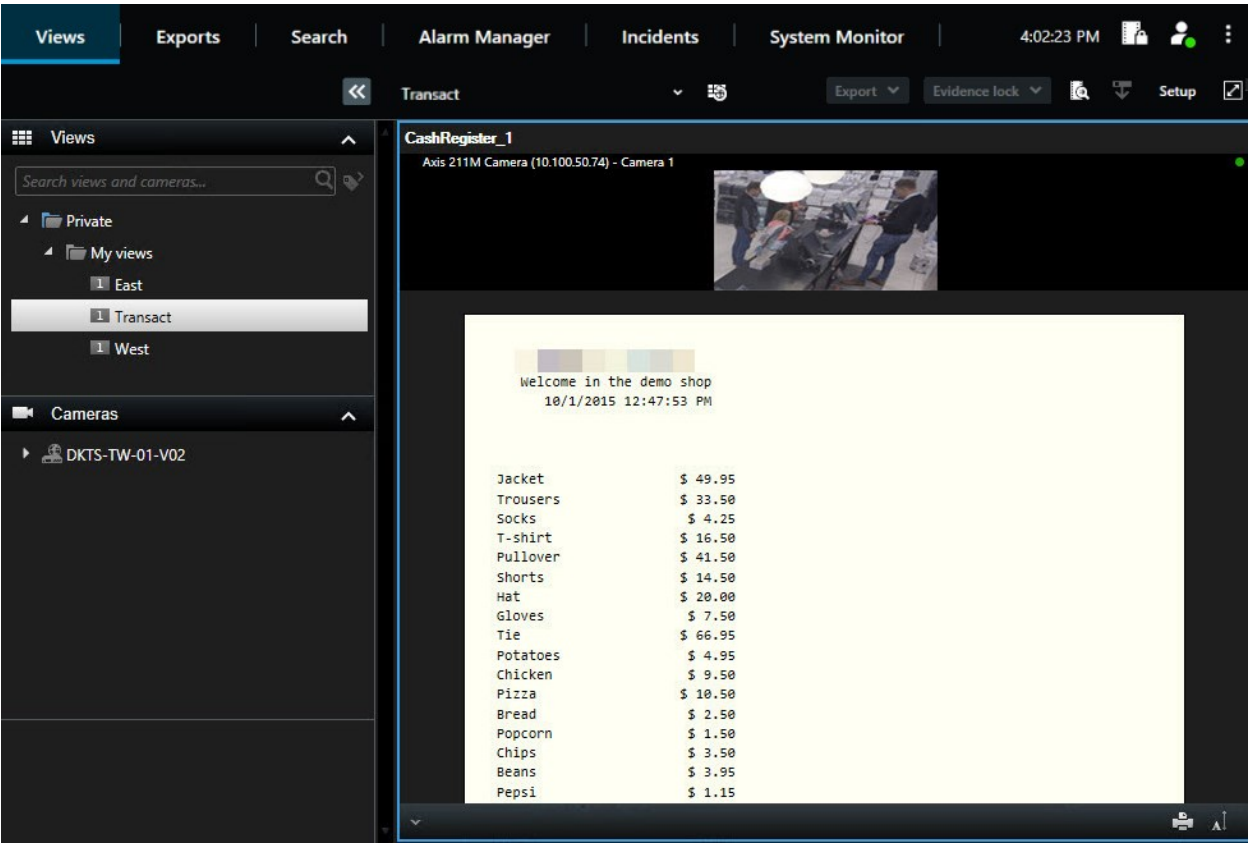 Views Exports Search Alarm Manager Incidents System Monitor 4:02:23 PM
Transact Export Evidence lock Setup
Views
Search views and cameras...
Private
My views
1 East
1 Transact
1 West
Cameras
DKTS-TW-01-V02
CashRegister_1
Axis 211M Camera (10.100.50.74) - Camera 1
Welcome in the demo shop
10/1/2015 12:47:53 PM
Jacket $ 49.95
Trousers $ 33.50
Socks $ 4.25
T-shirt $ 16.50
Pullover $ 41.50
Shorts $ 14.50
Hat $ 20.00
Gloves $ 7.50
Tie $ 66.95
Potatoes $ 4.95
Chicken $ 9.50
Pizza $ 10.50
Bread $ 2.50
Popcorn $ 1.50
Chips $ 3.50
Beans $ 3.95
Pepsi $ 1.15
A